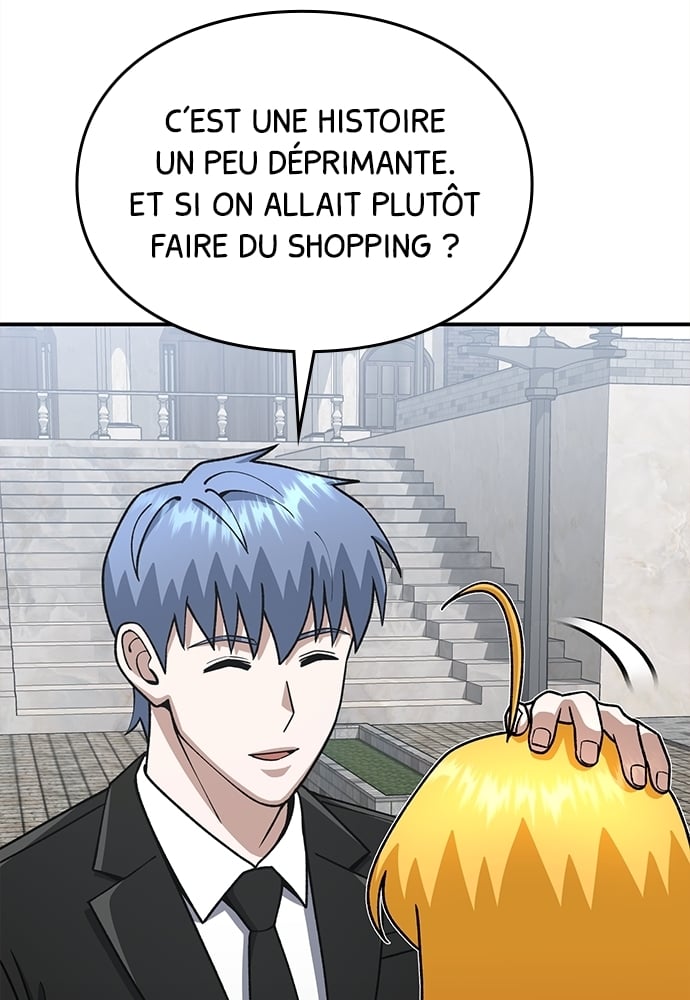 C'EST UNE HISTOIRE
UN PEU DÉPRIMANTE.
ET SI ON ALLAIT PLUTÔT
FAIRE DU SHOPPING ?